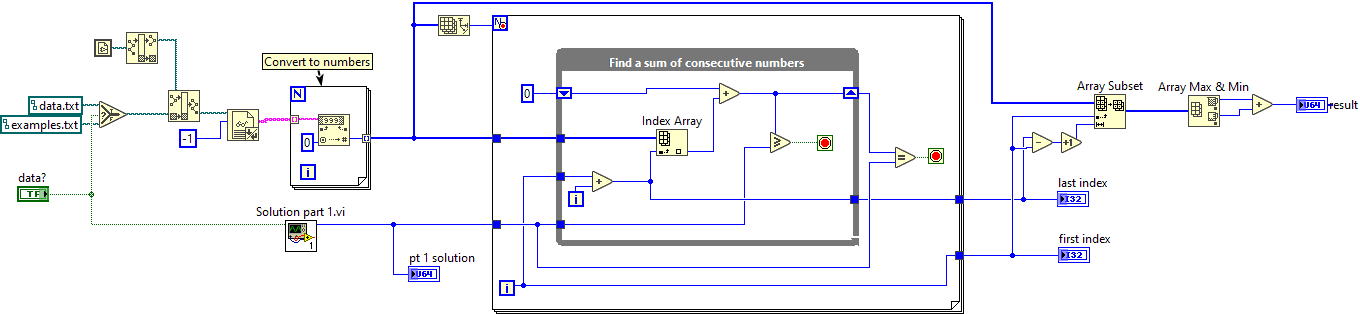 Convert to numbers
N
N
Find a sum of consecutive numbers
data.txt
examples.txt
-1
0
i
0
Index Array
i
Array Subset
Array Max & Min
U64
result
+1
data?
TF
Solution part 1.vi
1
last index
I32
first index
I32
pt 1 solution
U64
i